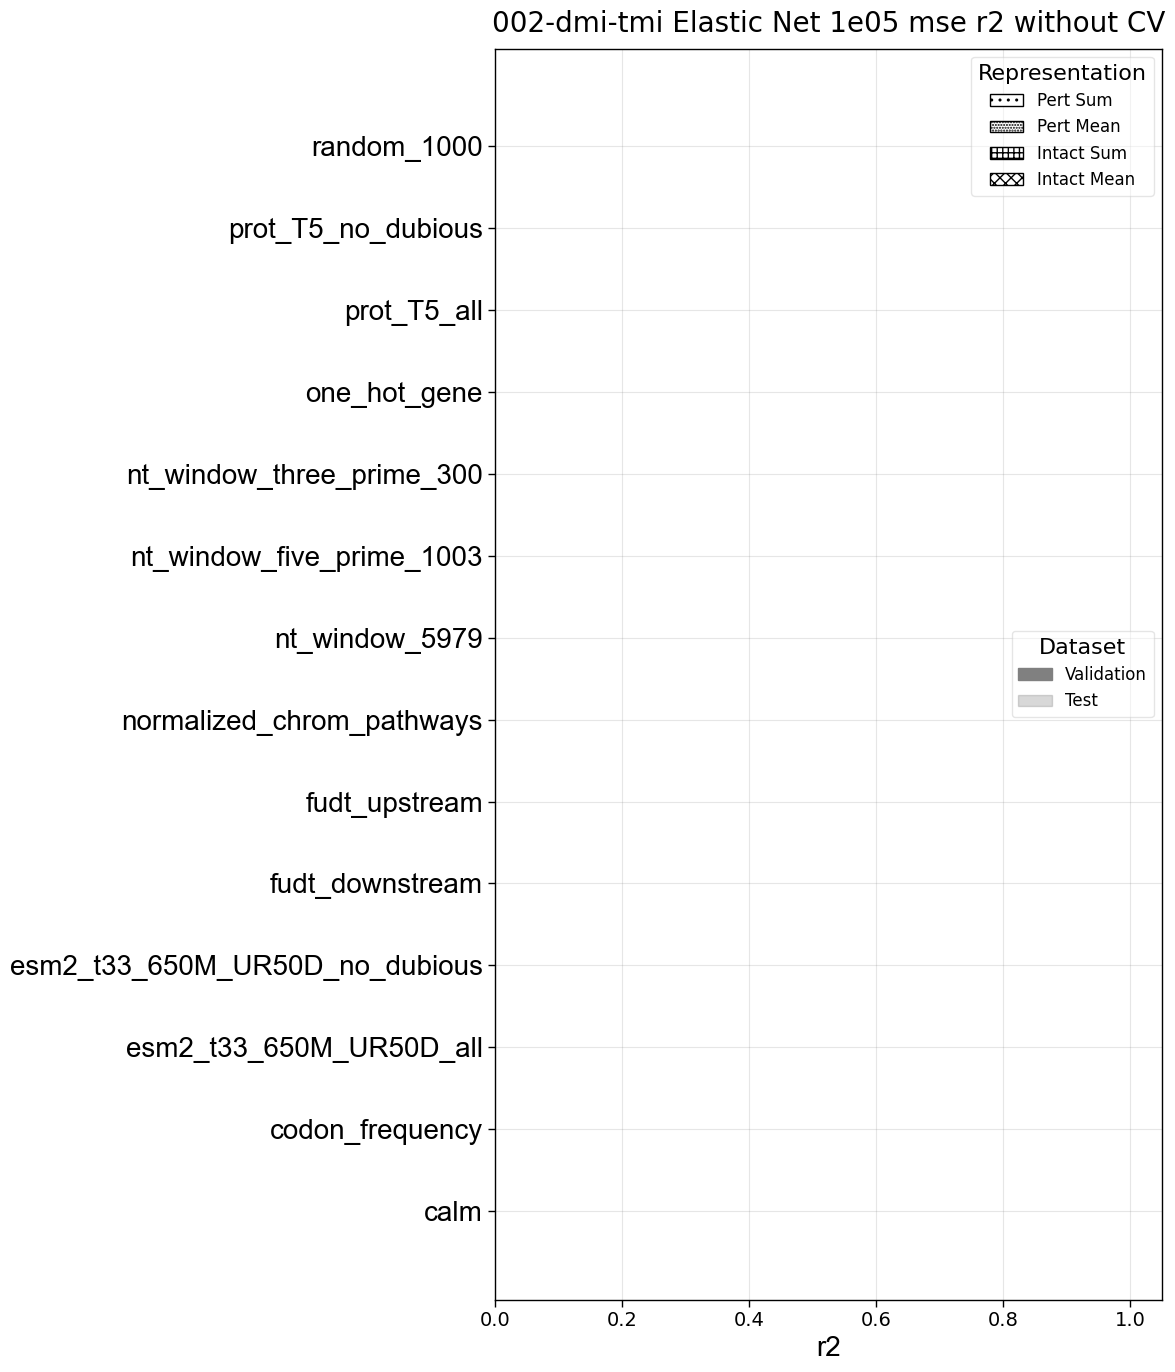 002-dmi-tmi Elastic Net 1e05 mse r2 without CV
Representation
Pert Sum
Pert Mean
Intact Sum
Intact Mean
random_1000
prot_T5_no_dubious
prot_T5_all
one_hot_gene
nt_window_three_prime_300
nt_window_five_prime_1003
nt_window_5979
Dataset
Validation
Test
normalized_chrom_pathways
fudt_upstream
fudt_downstream
esm2_t33_650M_UR50D_no_dubious
esm2_t33_650M_UR50D_all
codon_frequency
calm
0.0 0.2 0.4 0.6 0.8 1.0
r2